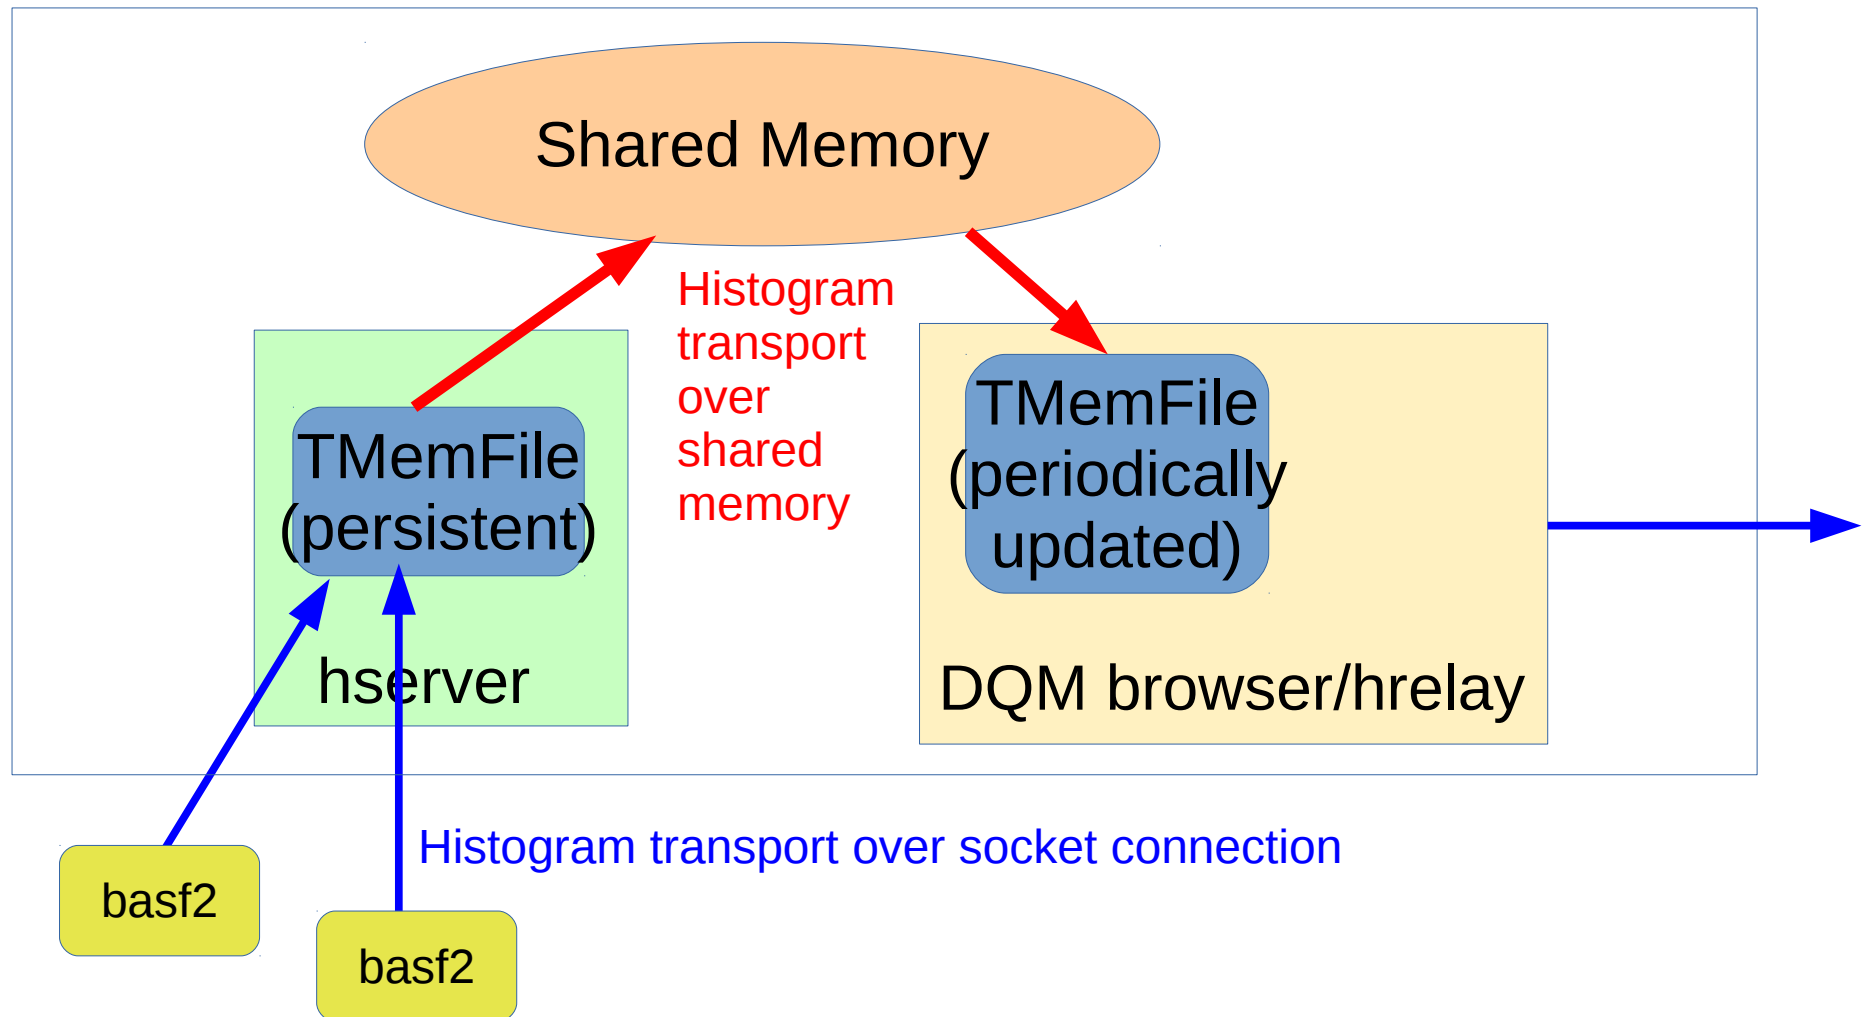 Shared Memory
Histogram
transport
over
shared
memory
TMemFile
(persistent)
hserver
TMemFile
(periodically
updated)
DQM browser/hrelay
Histogram transport over socket connection
basf2
basf2